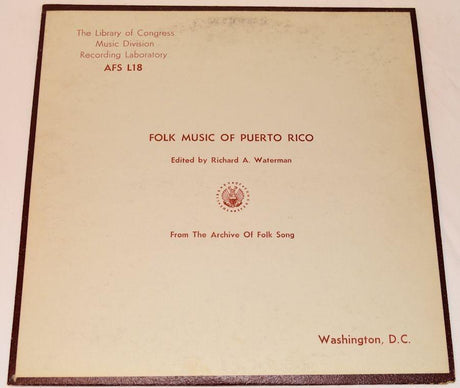 The Library of Congress
Music Division
Recording Laboratory
AFS L18
FOLK MUSIC OF PUERTO RICO
Edited by Richard A. Waterman
From The Archive Of Folk Song
Washington, D.C.